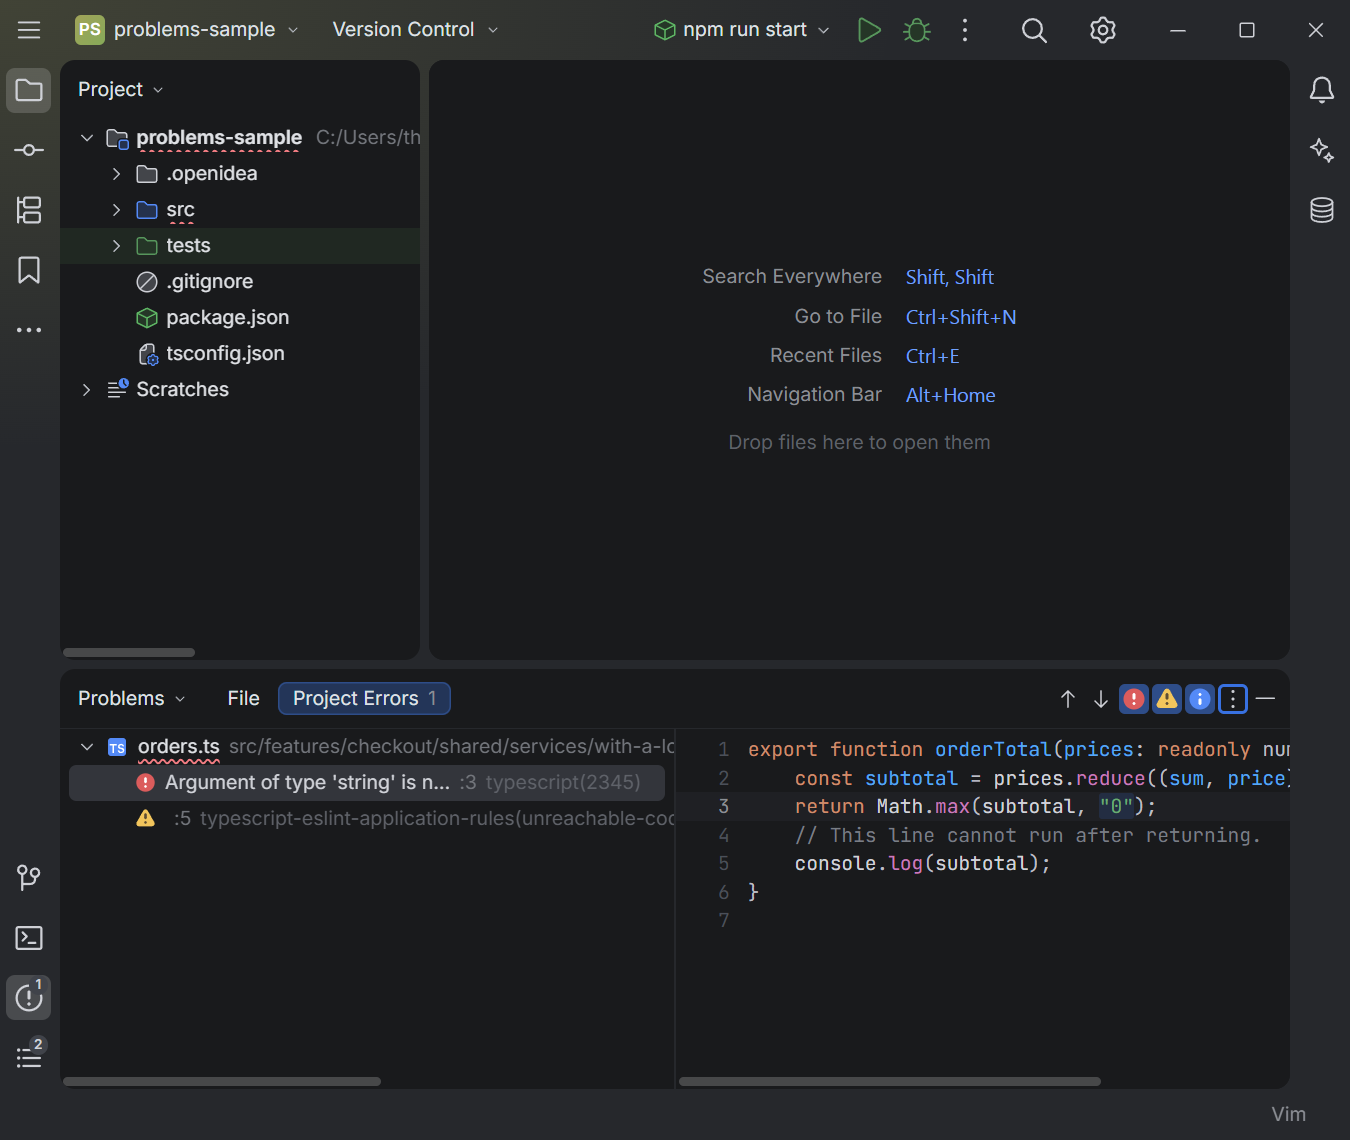 PS problems-sample Version Control npm run start
Project
problems-sample C:/Users/th
.openidea
src
tests
.gitignore
package.json
tsconfig.json
Scratches
Search Everywhere Shift, Shift
Go to File Ctrl+Shift+N
Recent Files Ctrl+E
Navigation Bar Alt+Home
Drop files here to open them
Problems File Project Errors 1
TS orders.ts src/features/checkout/shared/services/with-a-lo
Argument of type 'string' is n... :3 typescript(2345)
:5 typescript-eslint-application-rules(unreachable-cod
1 export function orderTotal(prices: readonly num
2 const subtotal = prices.reduce((sum, price)
3 return Math.max(subtotal, "0");
4 // This line cannot run after returning.
5 console.log(subtotal);
6 }
7
1
2
Vim